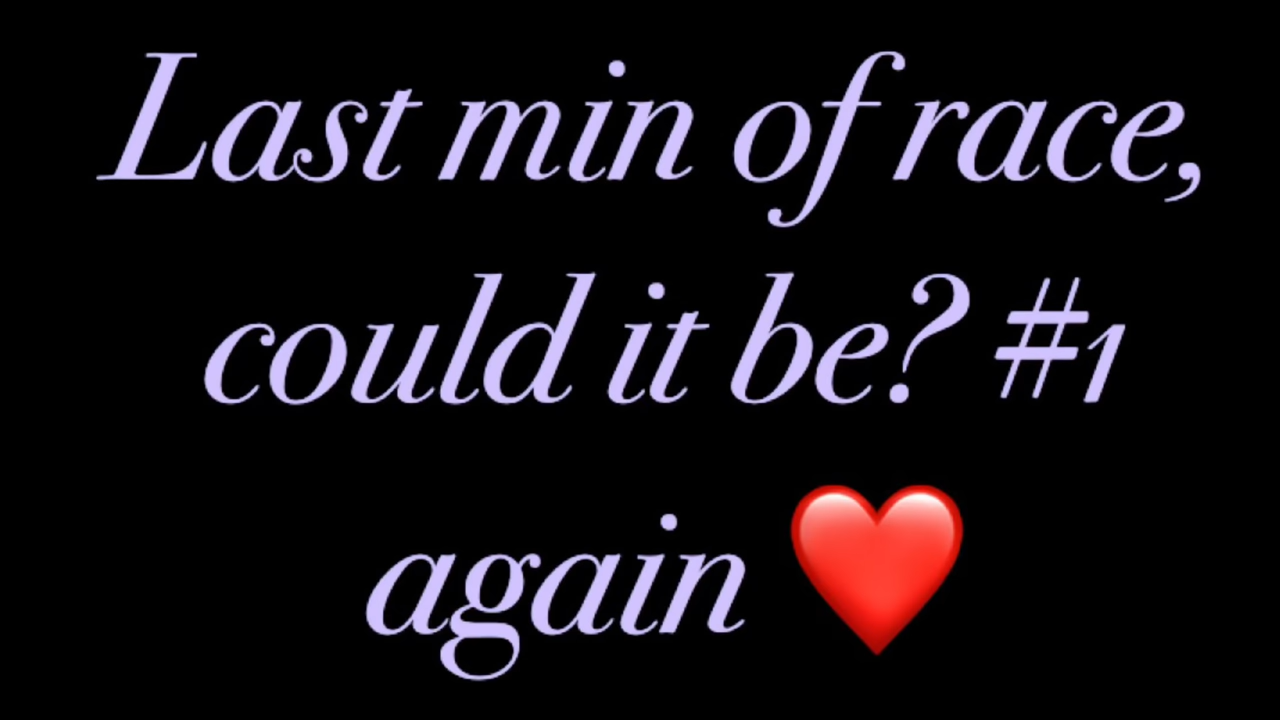 Last min of race,
could it be? #1
again ❤️